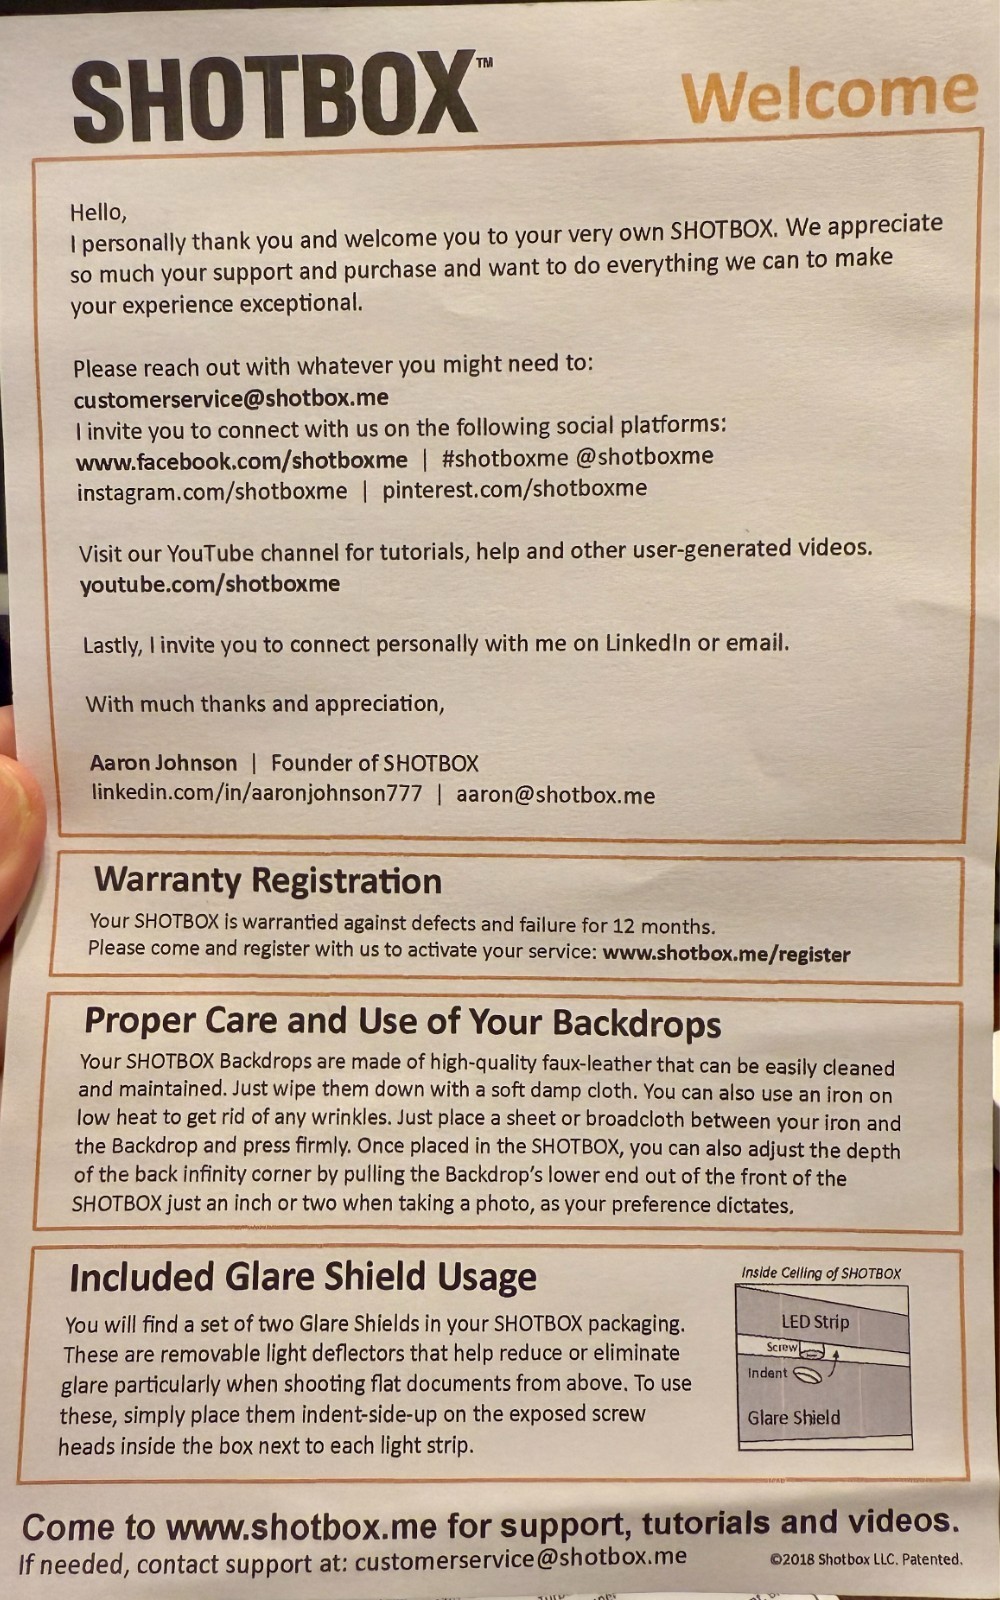 SHOTBOX™
Welcome
Hello,
I personally thank you and welcome you to your very own SHOTBOX. We appreciate
so much your support and purchase and want to do everything we can to make
your experience exceptional.
Please reach out with whatever you might need to:
customerservice@shotbox.me
I invite you to connect with us on the following social platforms:
www.facebook.com/shotboxme | #shotboxme @shotboxme
instagram.com/shotboxme | pinterest.com/shotboxme
Visit our YouTube channel for tutorials, help and other user-generated videos.
youtube.com/shotboxme
Lastly, I invite you to connect personally with me on LinkedIn or email.
With much thanks and appreciation,
Aaron Johnson | Founder of SHOTBOX
linkedin.com/in/aaronjohnson777 | aaron@shotbox.me
Warranty Registration
Your SHOTBOX is warrantied against defects and failure for 12 months.
Please come and register with us to activate your service: www.shotbox.me/register
Proper Care and Use of Your Backdrops
Your SHOTBOX Backdrops are made of high-quality faux-leather that can be easily cleaned
and maintained. Just wipe them down with a soft damp cloth. You can also use an iron on
low heat to get rid of any wrinkles. Just place a sheet or broadcloth between your iron and
the Backdrop and press firmly. Once placed in the SHOTBOX, you can also adjust the depth
of the back infinity corner by pulling the Backdrop's lower end out of the front of the
SHOTBOX just an inch or two when taking a photo, as your preference dictates.
Included Glare Shield Usage
You will find a set of two Glare Shields in your SHOTBOX packaging.
These are removable light deflectors that help reduce or eliminate
glare particularly when shooting flat documents from above. To use
these, simply place them indent-side-up on the exposed screw
heads inside the box next to each light strip.
Inside Ceiling of SHOTBOX
LED Strip
Screw
Indent
Glare Shield
Come to www.shotbox.me for support, tutorials and videos.
If needed, contact support at: customerservice@shotbox.me
©2018 Shotbox LLC. Patented.